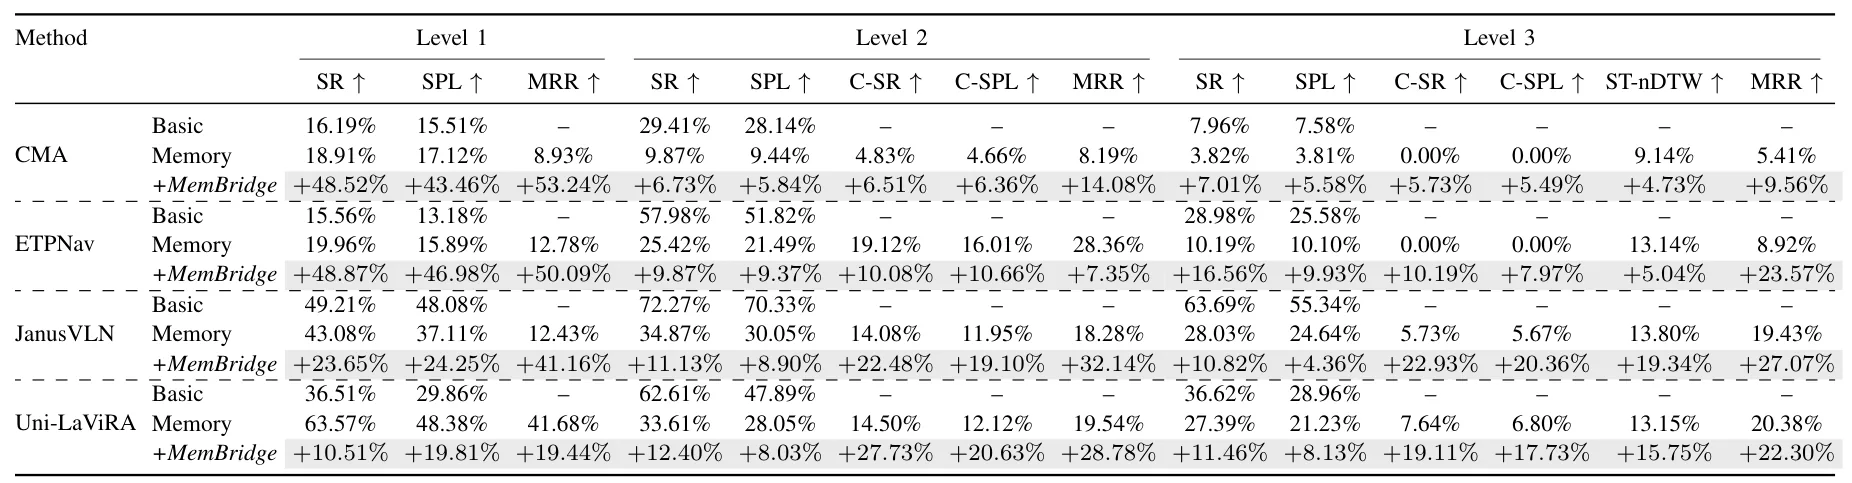 Method Level 1 Level 2 Level 3
SR ↑ SPL ↑ MRR ↑ SR ↑ SPL ↑ C-SR ↑ C-SPL ↑ MRR ↑ SR ↑ SPL ↑ C-SR ↑ C-SPL ↑ ST-nDTW ↑ MRR ↑
Basic 16.19% 15.51% – 29.41% 28.14% – – – 7.96% 7.58% – – – –
CMA Memory 18.91% 17.12% 8.93% 9.87% 9.44% 4.83% 4.66% 8.19% 3.82% 3.81% 0.00% 0.00% 9.14% 5.41%
+MemBridge +48.52% +43.46% +53.24% +6.73% +5.84% +6.51% +6.36% +14.08% +7.01% +5.58% +5.73% +5.49% +4.73% +9.56%
Basic 15.56% 13.18% – 57.98% 51.82% – – – 28.98% 25.58% – – – –
ETPNav Memory 19.96% 15.89% 12.78% 25.42% 21.49% 19.12% 16.01% 28.36% 10.19% 10.10% 0.00% 0.00% 13.14% 8.92%
+MemBridge +48.87% +46.98% +50.09% +9.87% +9.37% +10.08% +10.66% +7.35% +16.56% +9.93% +10.19% +7.97% +5.04% +23.57%
Basic 49.21% 48.08% – 72.27% 70.33% – – – 63.69% 55.34% – – – –
JanusVLN Memory 43.08% 37.11% 12.43% 34.87% 30.05% 14.08% 11.95% 18.28% 28.03% 24.64% 5.73% 5.67% 13.80% 19.43%
+MemBridge +23.65% +24.25% +41.16% +11.13% +8.90% +22.48% +19.10% +32.14% +10.82% +4.36% +22.93% +20.36% +19.34% +27.07%
Basic 36.51% 29.86% – 62.61% 47.89% – – – 36.62% 28.96% – – – –
Uni-LaViRA Memory 63.57% 48.38% 41.68% 33.61% 28.05% 14.50% 12.12% 19.54% 27.39% 21.23% 7.64% 6.80% 13.15% 20.38%
+MemBridge +10.51% +19.81% +19.44% +12.40% +8.03% +27.73% +20.63% +28.78% +11.46% +8.13% +19.11% +17.73% +15.75% +22.30%